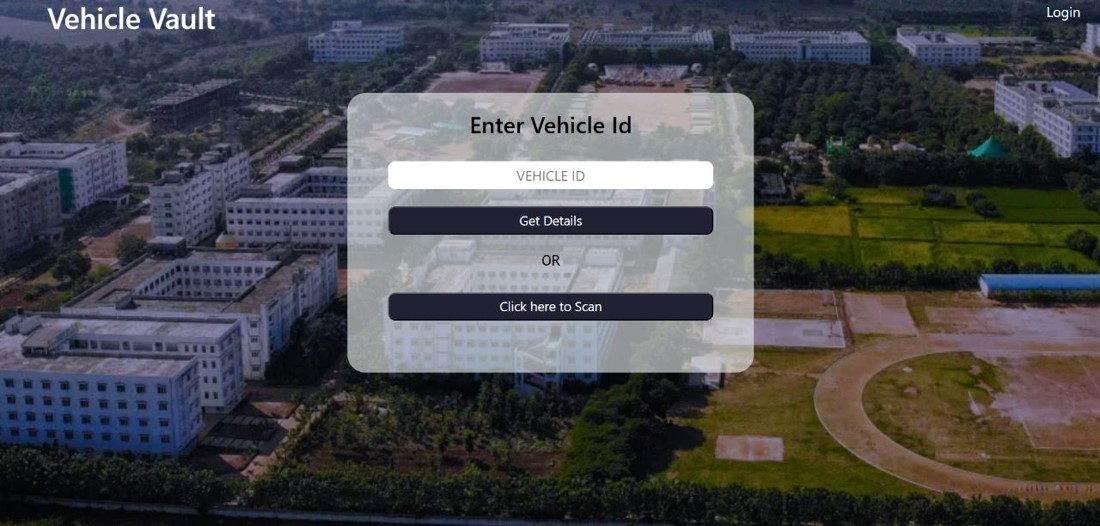 Vehicle Vault
Login
Enter Vehicle Id
VEHICLE ID
Get Details
OR
Click here to Scan